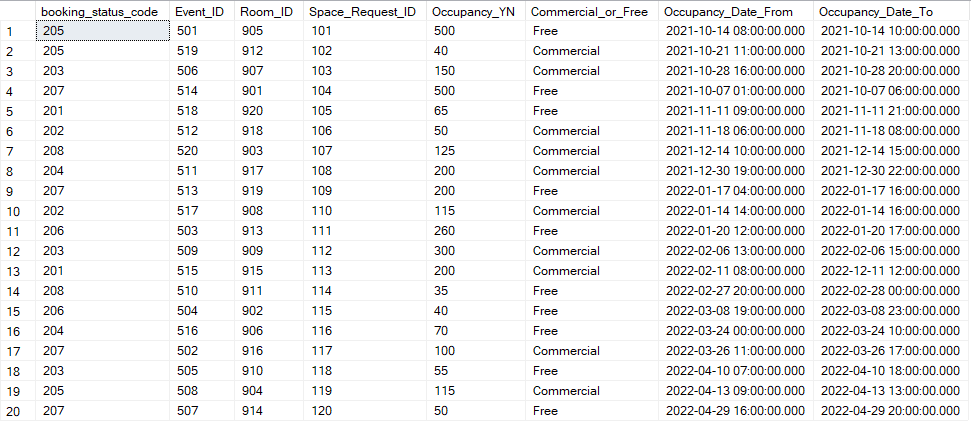 booking_status_code Event_ID Room_ID Space_Request_ID Occupancy_YN Commercial_or_Free Occupancy_Date_From Occupancy_Date_To
1 205 501 905 101 500 Free 2021-10-14 08:00:00.000 2021-10-14 10:00:00.000
2 205 519 912 102 40 Commercial 2021-10-21 11:00:00.000 2021-10-21 13:00:00.000
3 203 506 907 103 150 Commercial 2021-10-28 16:00:00.000 2021-10-28 20:00:00.000
4 207 514 901 104 500 Free 2021-10-07 01:00:00.000 2021-10-07 06:00:00.000
5 201 518 920 105 65 Free 2021-11-11 09:00:00.000 2021-11-11 21:00:00.000
6 202 512 918 106 50 Commercial 2021-11-18 06:00:00.000 2021-11-18 08:00:00.000
7 208 520 903 107 125 Commercial 2021-12-14 10:00:00.000 2021-12-14 15:00:00.000
8 204 511 917 108 200 Commercial 2021-12-30 19:00:00.000 2021-12-30 22:00:00.000
9 207 513 919 109 200 Free 2022-01-17 04:00:00.000 2022-01-17 16:00:00.000
10 202 517 908 110 115 Commercial 2022-01-14 14:00:00.000 2022-01-14 16:00:00.000
11 206 503 913 111 260 Free 2022-01-20 12:00:00.000 2022-01-20 17:00:00.000
12 203 509 909 112 300 Commercial 2022-02-06 13:00:00.000 2022-02-06 15:00:00.000
13 201 515 915 113 200 Commercial 2022-02-11 08:00:00.000 2022-12-11 12:00:00.000
14 208 510 911 114 35 Free 2022-02-27 20:00:00.000 2022-02-28 00:00:00.000
15 206 504 902 115 40 Free 2022-03-08 19:00:00.000 2022-03-08 23:00:00.000
16 204 516 906 116 70 Free 2022-03-24 00:00:00.000 2022-03-24 10:00:00.000
17 207 502 916 117 100 Commercial 2022-03-26 11:00:00.000 2022-03-26 17:00:00.000
18 203 505 910 118 55 Free 2022-04-10 07:00:00.000 2022-04-10 18:00:00.000
19 205 508 904 119 115 Commercial 2022-04-13 09:00:00.000 2022-04-13 13:00:00.000
20 207 507 914 120 50 Free 2022-04-29 16:00:00.000 2022-04-29 20:00:00.000